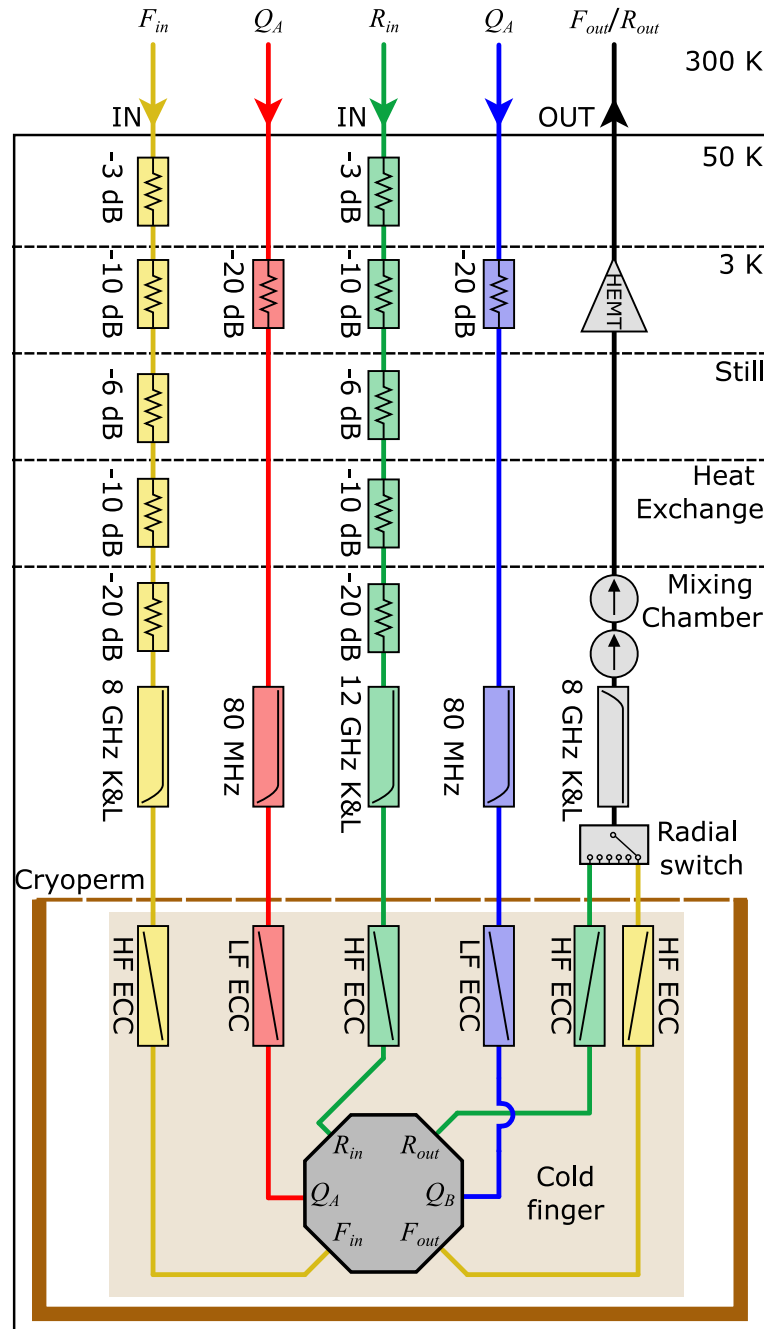 F_in
Q_A
R_in
Q_A
F_out/R_out
300 K
IN
IN
OUT
50 K
-3 dB
-3 dB
3 K
-10 dB
-20 dB
-10 dB
-20 dB
HEMT
Still
-6 dB
-6 dB
Heat
Exchange
-10 dB
-10 dB
Mixing
Chamber
-20 dB
-20 dB
8 GHz K&L
80 MHz
12 GHz K&L
80 MHz
8 GHz K&L
Radial
switch
Cryoperm
HF ECC
LF ECC
HF ECC
LF ECC
HF ECC
HF ECC
R_in
R_out
Q_A
Q_B
F_in
F_out
Cold
finger